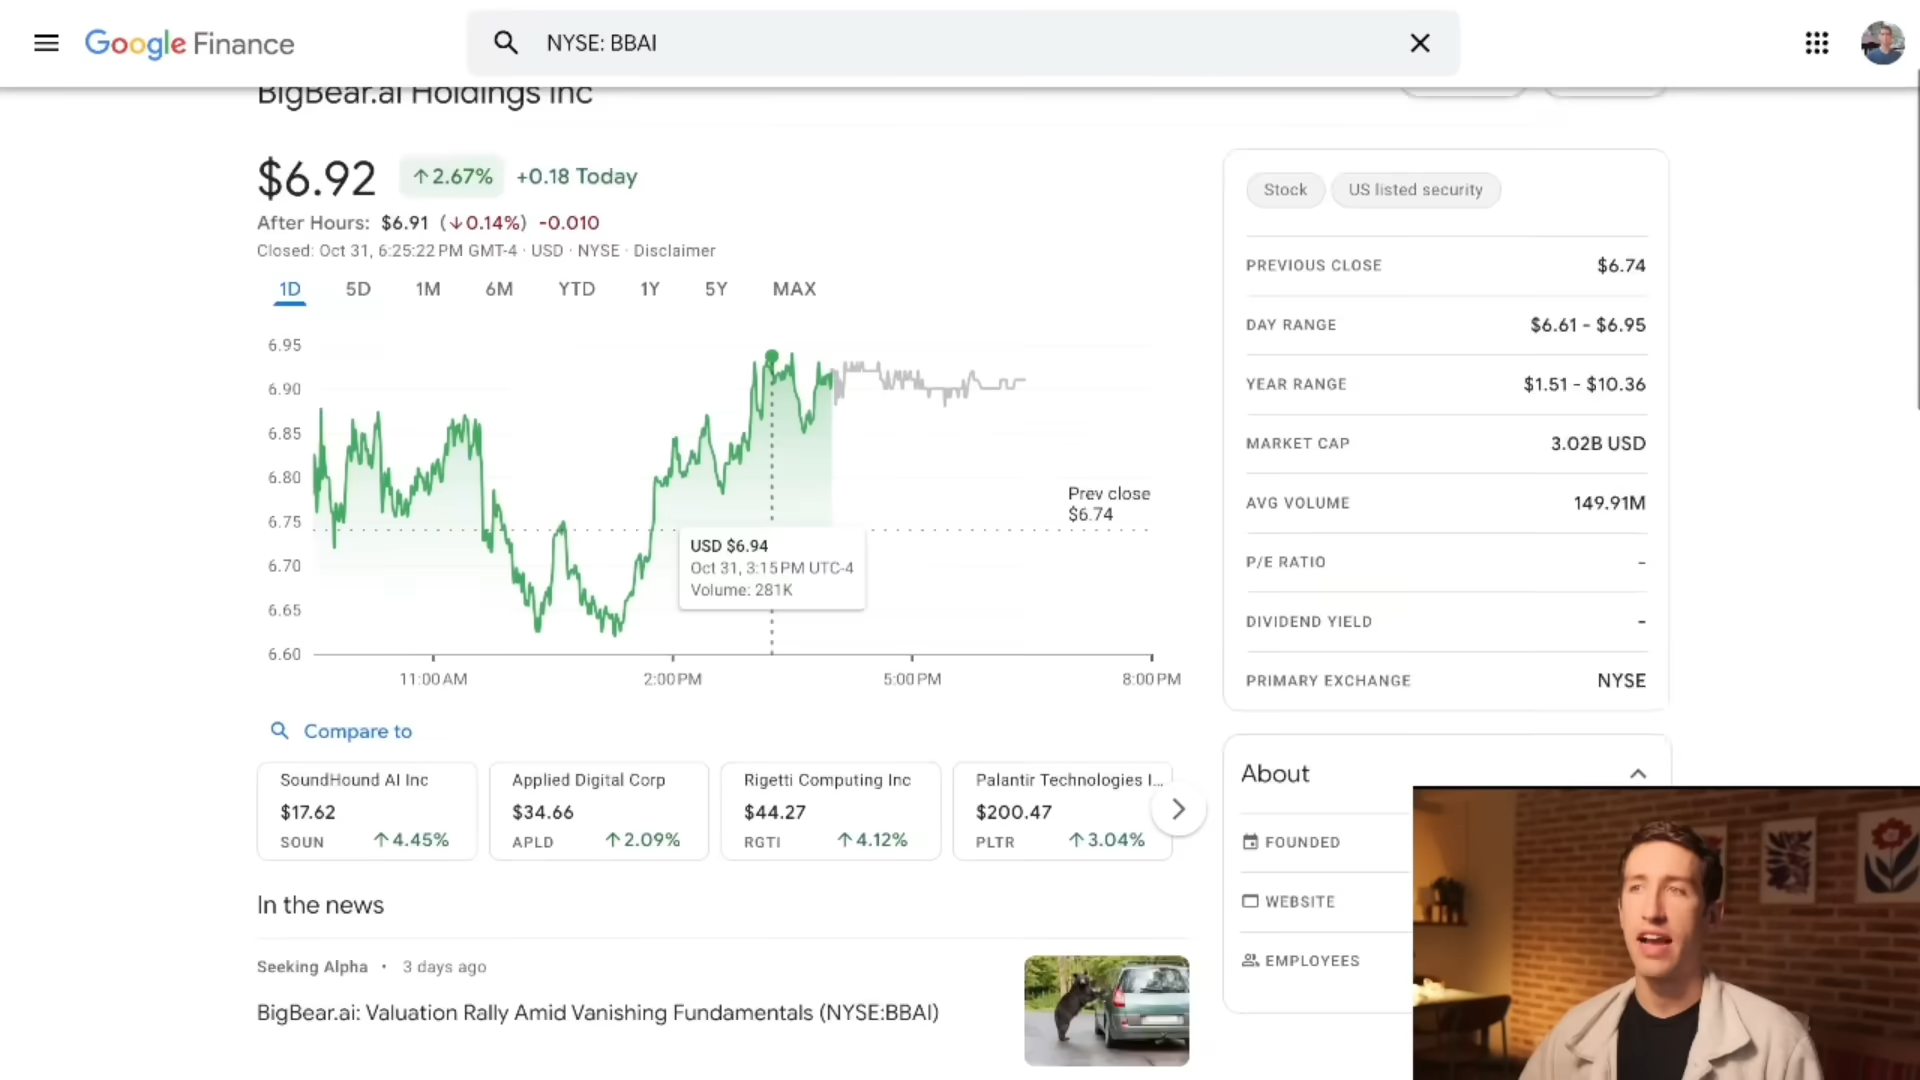 Google Finance
NYSE: BBAI
BigBear.ai Holdings Inc
$6.92
↑2.67%
+0.18 Today
After Hours: $6.91 (↓0.14%) -0.010
Closed: Oct 31, 6:25:22 PM GMT-4 · USD · NYSE · Disclaimer
1D 5D 1M 6M YTD 1Y 5Y MAX
6.95
6.90
6.85
6.80
6.75
6.70
6.65
6.60
Prev close
$6.74
USD $6.94
Oct 31, 3:15 PM UTC-4
Volume: 281K
11:00 AM 2:00 PM 5:00 PM 8:00 PM
Stock
US listed security
PREVIOUS CLOSE $6.74
DAY RANGE $6.61 - $6.95
YEAR RANGE $1.51 - $10.36
MARKET CAP 3.02B USD
AVG VOLUME 149.91M
P/E RATIO -
DIVIDEND YIELD -
PRIMARY EXCHANGE NYSE
Compare to
SoundHound AI Inc
$17.62
SOUN ↑4.45%
Applied Digital Corp
$34.66
APLD ↑2.09%
Rigetti Computing Inc
$44.27
RGTI ↑4.12%
Palantir Technologies I...
$200.47
PLTR ↑3.04%
About
FOUNDED
WEBSITE
EMPLOYEES
In the news
Seeking Alpha · 3 days ago
BigBear.ai: Valuation Rally Amid Vanishing Fundamentals (NYSE:BBAI)